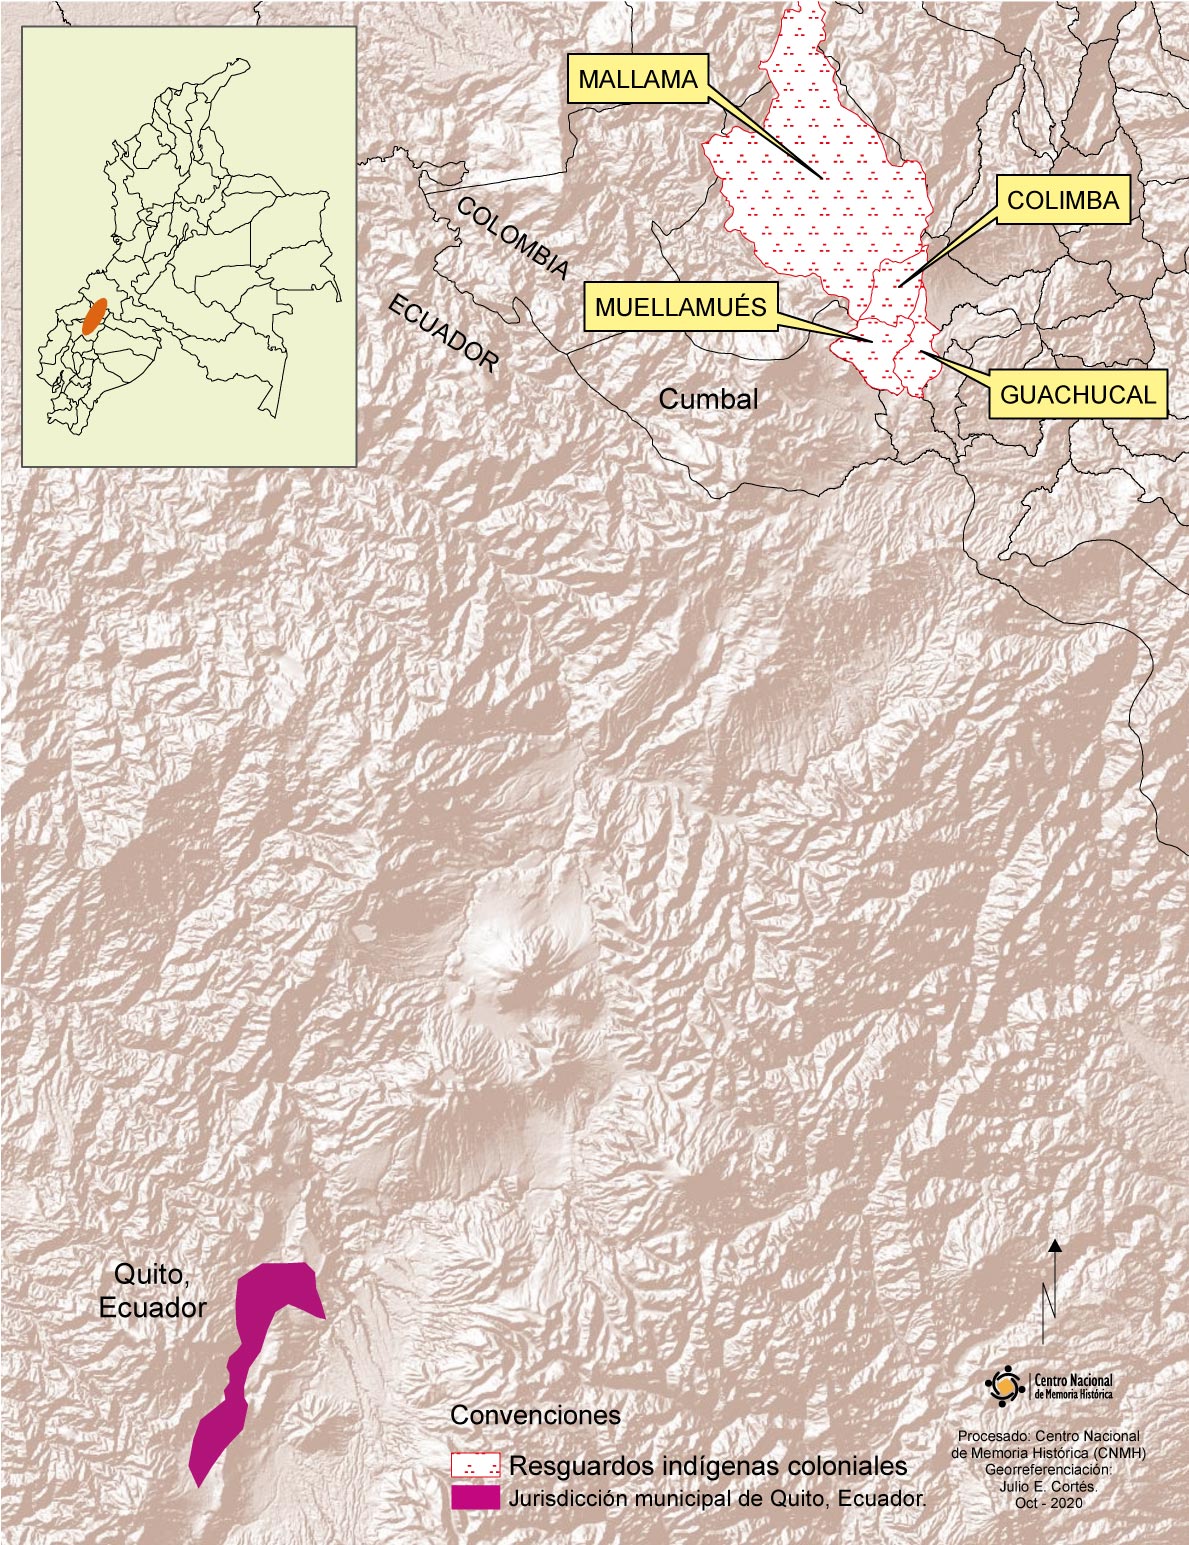 MALLAMA
COLIMBA
COLOMBIA
MUELLAMUÉS
ECUADOR
Cumbal
GUACHUCAL
Quito,
Ecuador
N
Centro Nacional
de Memoria Histórica
Convenciones
Resguardos indígenas coloniales
Jurisdicción municipal de Quito, Ecuador.
Procesado: Centro Nacional
de Memoria Histórica (CNMH)
Georreferenciación:
Julio E. Cortés.
Oct - 2020